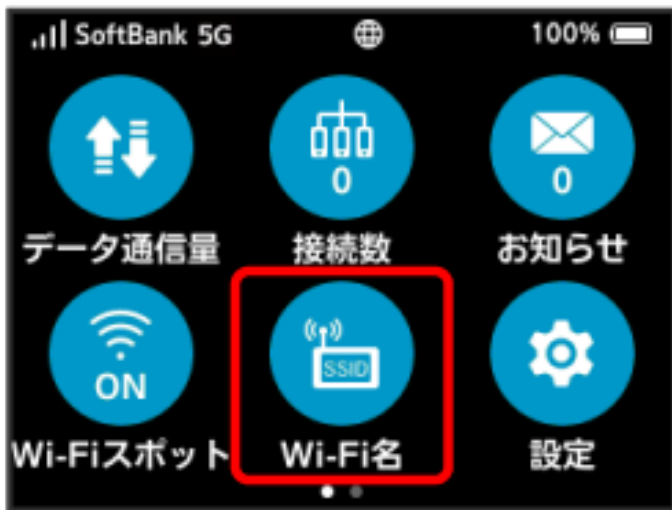 SoftBank 5G 100%
0 0
データ通信量 接続数 お知らせ
ON SSID
Wi-Fiスポット Wi-Fi名 設定